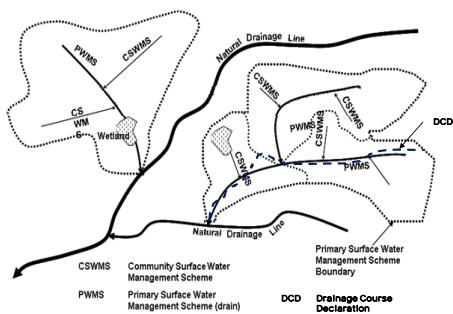 PWMS
CSWMS
CS
WM
S
Wetland
Natural Drainage Line
CSWMS
CSWMS
PWMS
CSWMS
CSWMS
PWMS
DCD
Natural Drainage Line
Primary Surface Water
Management Scheme
Boundary
CSWMS Community Surface Water
Management Scheme
PWMS Primary Surface Water
Management Scheme (drain)
DCD Drainage Course
Declaration